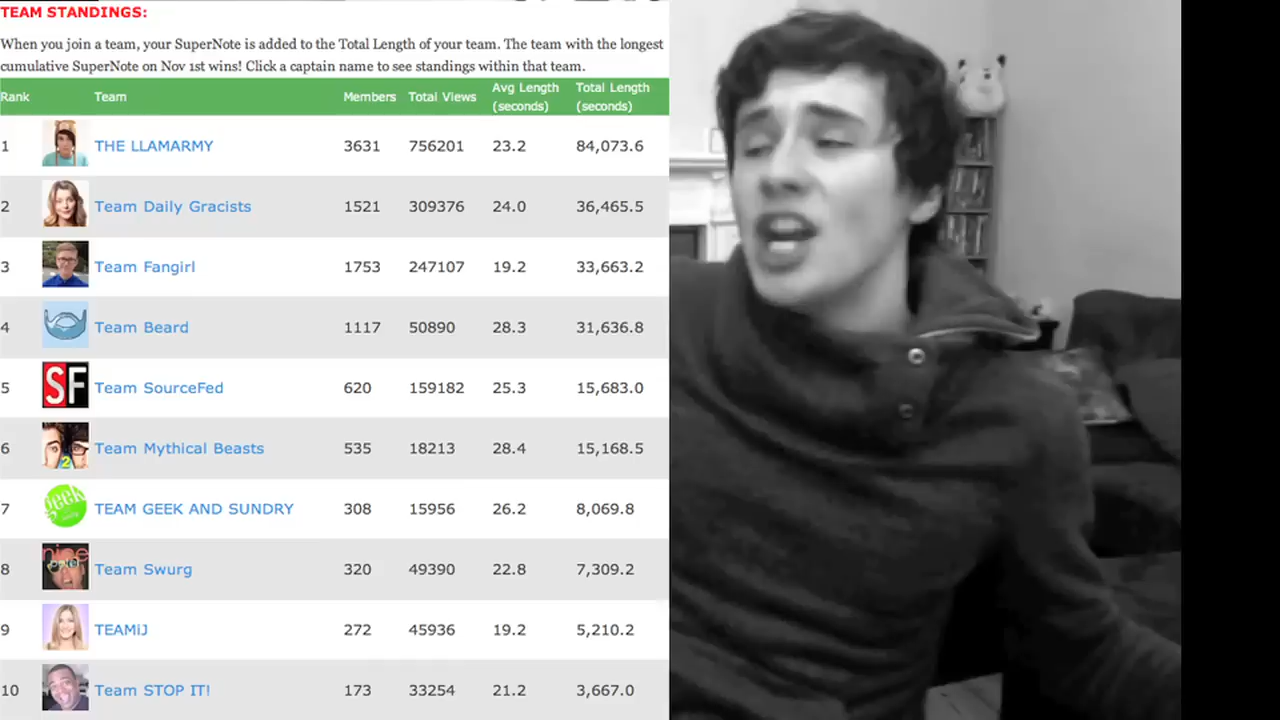 TEAM STANDINGS:
When you join a team, your SuperNote is added to the Total Length of your team. The team with the longest
cumulative SuperNote on Nov 1st wins! Click a captain name to see standings within that team.
Rank Team Members Total Views Avg Length (seconds) Total Length (seconds)
1 THE LLAMARMY 3631 756201 23.2 84,073.6
2 Team Daily Gracists 1521 309376 24.0 36,465.5
3 Team Fangirl 1753 247107 19.2 33,663.2
4 Team Beard 1117 50890 28.3 31,636.8
5 SF Team SourceFed 620 159182 25.3 15,683.0
6 2 Team Mythical Beasts 535 18213 28.4 15,168.5
7 geek TEAM GEEK AND SUNDRY 308 15956 26.2 8,069.8
8 Team Swurg 320 49390 22.8 7,309.2
9 TEAMiJ 272 45936 19.2 5,210.2
10 Team STOP IT! 173 33254 21.2 3,667.0